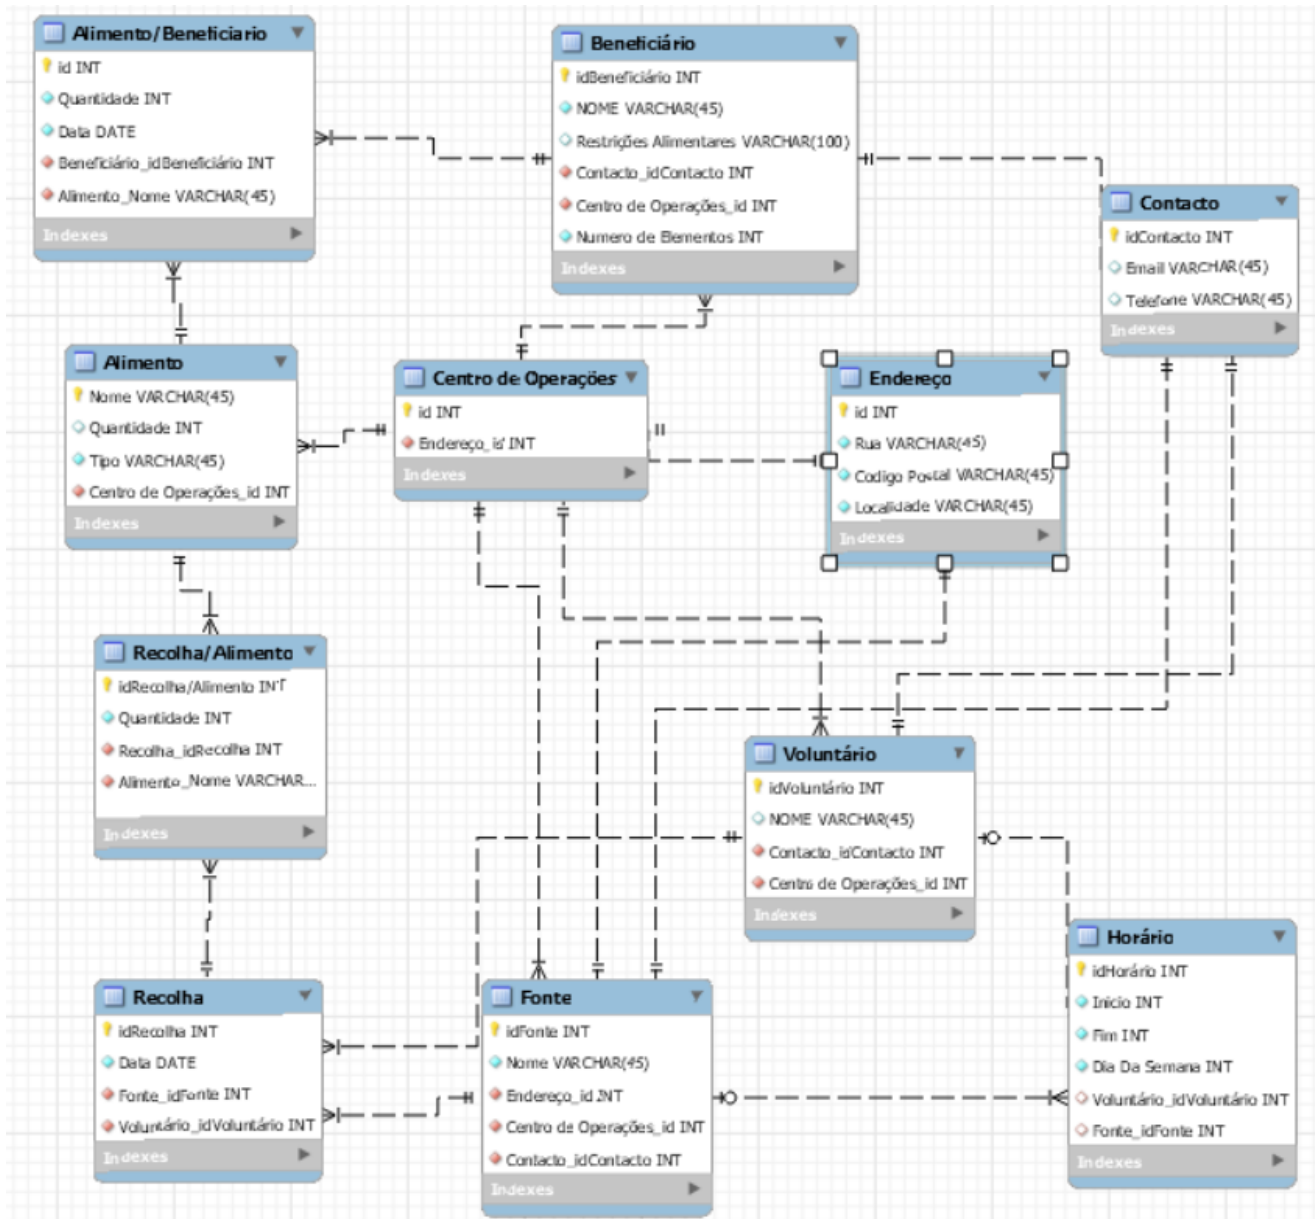 Alimento/Beneficiario
id INT
Quantidade INT
Data DATE
Beneficiário_idBeneficiário INT
Alimento_Nome VARCHAR(45)
Indexes
Beneficiário
idBeneficiário INT
NOME VARCHAR(45)
Restrições Alimentares VARCHAR(100)
Contacto_idContacto INT
Centro de Operações_id INT
Numero de Elementos INT
Indexes
Contacto
idContacto INT
Email VARCHAR(45)
Telefone VARCHAR(45)
Indexes
Alimento
Nome VARCHAR(45)
Quantidade INT
Tipo VARCHAR(45)
Centro de Operações_id INT
Indexes
Centro de Operações
id INT
Endereço_id INT
Indexes
Endereço
id INT
Rua VARCHAR(45)
Codigo Postal VARCHAR(45)
Localidade VARCHAR(45)
Indexes
Recolha/Alimento
idRecolha/Alimento INT
Quantidade INT
Recolha_idRecolha INT
Alimento_Nome VARCHAR...
Indexes
Voluntário
idVoluntário INT
NOME VARCHAR(45)
Contacto_idContacto INT
Centro de Operações_id INT
Indexes
Recolha
idRecolha INT
Data DATE
Fonte_idFonte INT
Voluntário_idVoluntário INT
Indexes
Fonte
idFonte INT
Nome VARCHAR(45)
Endereço_id INT
Centro de Operações_id INT
Contacto_idContacto INT
Indexes
Horário
idHorário INT
Inicio INT
Fim INT
Dia Da Semana INT
Voluntário_idVoluntário INT
Fonte_idFonte INT
Indexes